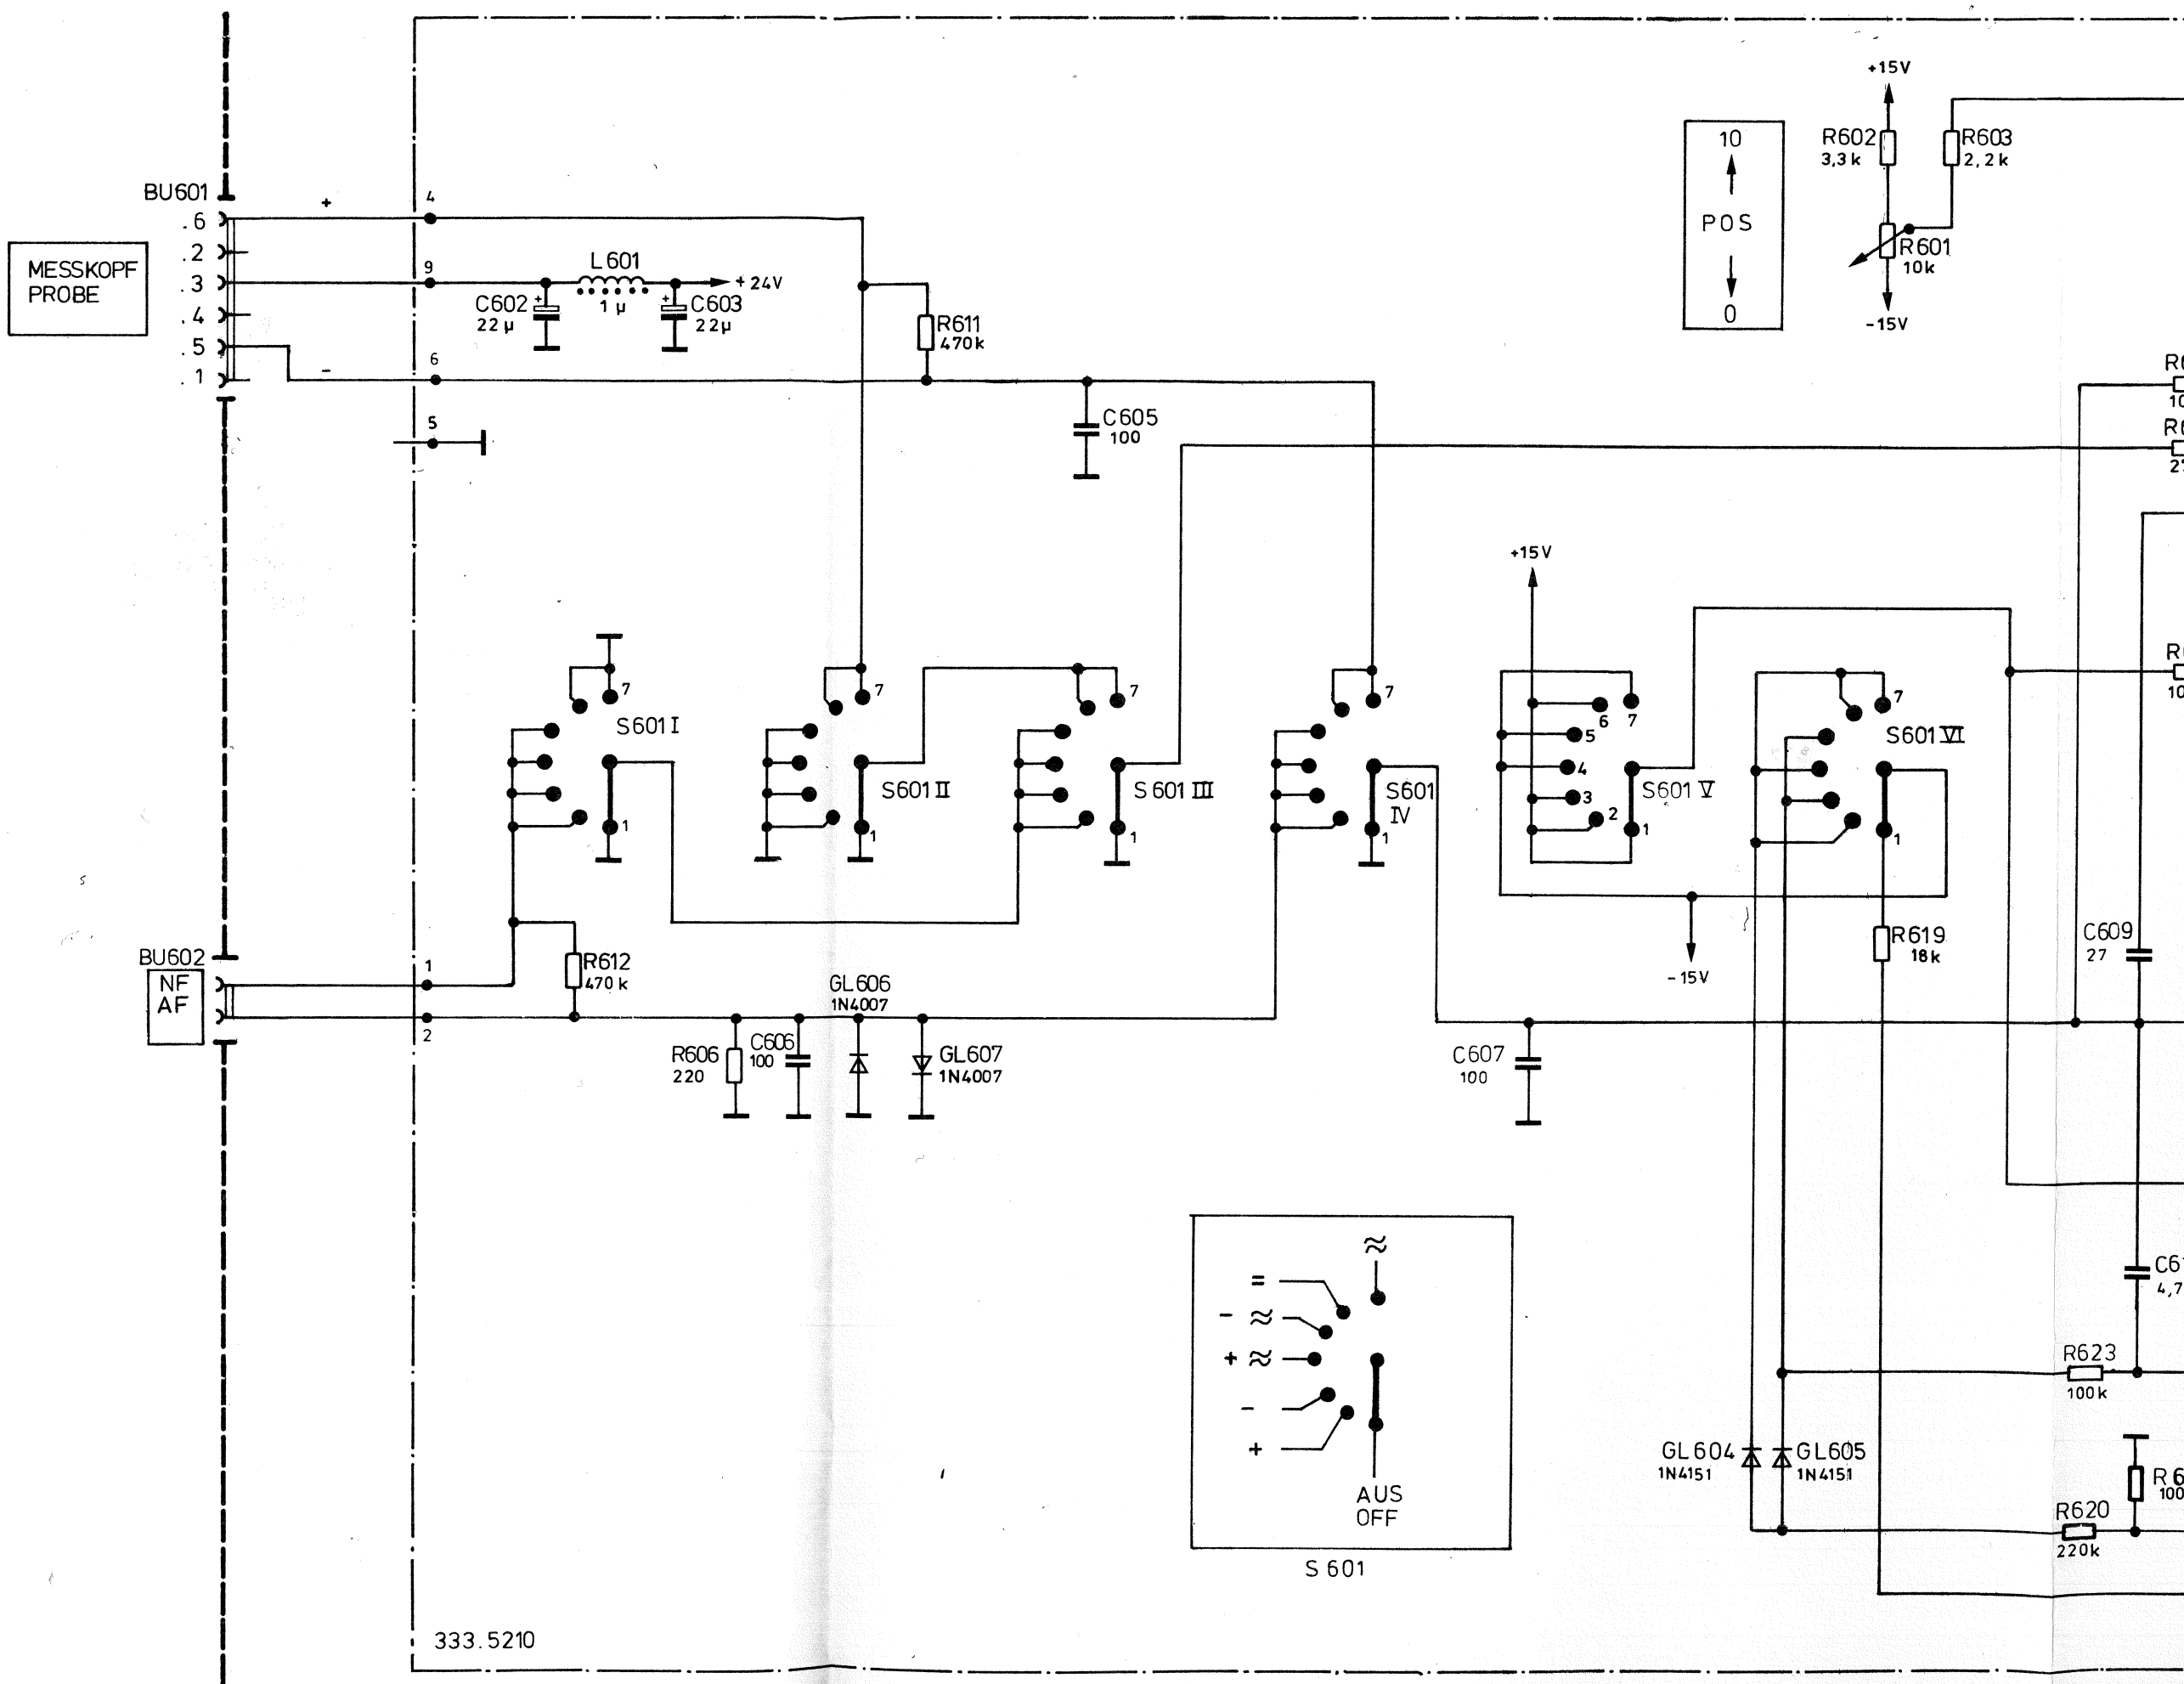 +15V
10
POS
0
R602
3,3k
R603
2,2k
R601
10k
-15V
BU601
.6
.2
.3
.4
.5
.1
MESSKOPF
PROBE
+
4
9
L601
1µ
+24V
C602
+
22µ
+
C603
22µ
R611
470k
-
6
5
C605
100
+15V
7
S601 I
7
S601 II
1
7
S601 III
1
7
S601
IV
1
6
7
5
4
3
2
1
S601 V
7
S601 VI
1
1
-15V
R619
18k
C609
27
BU602
NF
AF
1
2
R612
470k
GL606
1N4007
R606
220
C606
100
GL607
1N4007
C607
100
≈
=
- ≈
+ ≈
-
+
AUS
OFF
S 601
R623
100k
GL604
1N4151
GL605
1N4151
R620
220k
333.5210